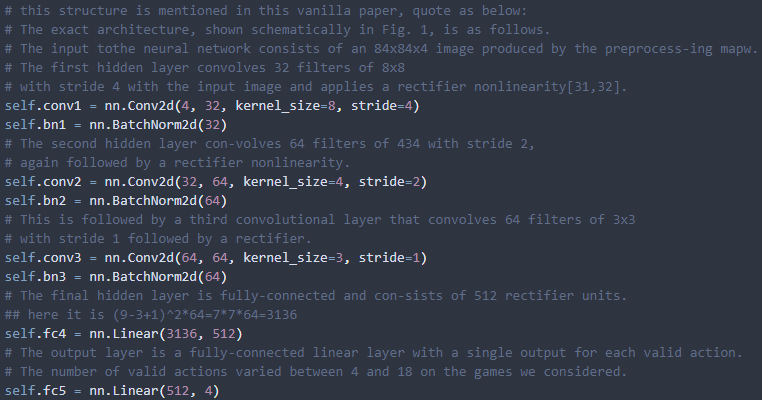 # this structure is mentioned in this vanilla paper, quote as below:
# The exact architecture, shown schematically in Fig. 1, is as follows.
# The input tothe neural network consists of an 84x84x4 image produced by the preprocess-ing mapw.
# The first hidden layer convolves 32 filters of 8x8
# with stride 4 with the input image and applies a rectifier nonlinearity[31,32].
self.conv1 = nn.Conv2d(4, 32, kernel_size=8, stride=4)
self.bn1 = nn.BatchNorm2d(32)
# The second hidden layer con-volves 64 filters of 434 with stride 2,
# again followed by a rectifier nonlinearity.
self.conv2 = nn.Conv2d(32, 64, kernel_size=4, stride=2)
self.bn2 = nn.BatchNorm2d(64)
# This is followed by a third convolutional layer that convolves 64 filters of 3x3
# with stride 1 followed by a rectifier.
self.conv3 = nn.Conv2d(64, 64, kernel_size=3, stride=1)
self.bn3 = nn.BatchNorm2d(64)
# The final hidden layer is fully-connected and con-sists of 512 rectifier units.
## here it is (9-3+1)^2*64=7*7*64=3136
self.fc4 = nn.Linear(3136, 512)
# The output layer is a fully-connected linear layer with a single output for each valid action.
# The number of valid actions varied between 4 and 18 on the games we considered.
self.fc5 = nn.Linear(512, 4)